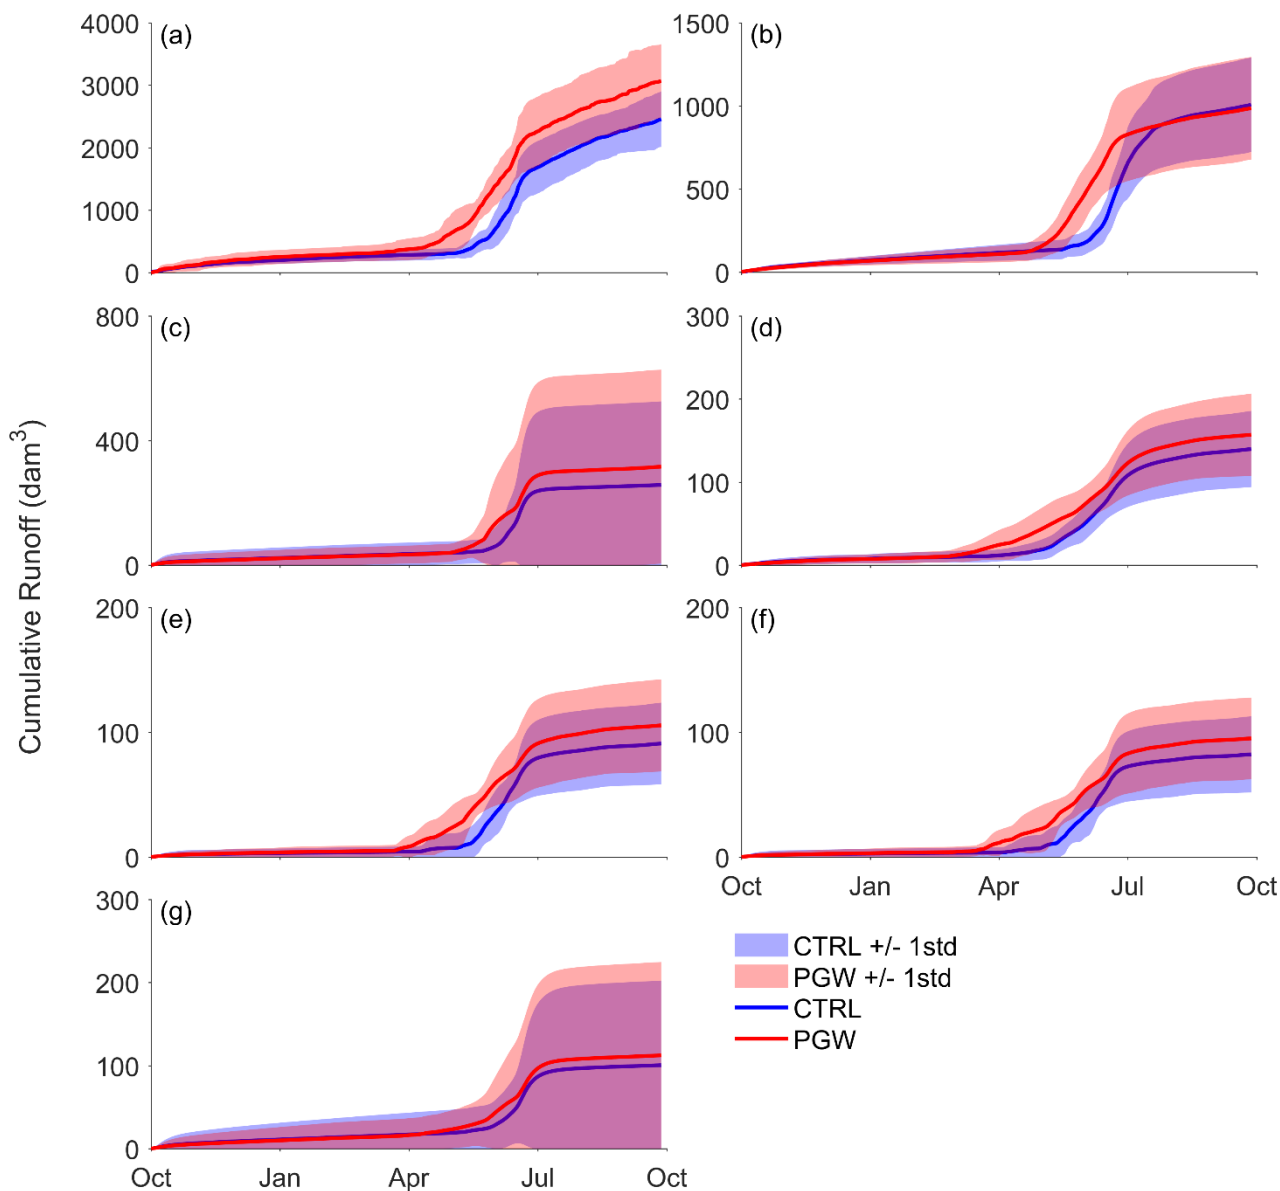 Cumulative Runoff (dam³)
(a)
4000
3000
2000
1000
0
(b)
1500
1000
500
0
(c)
800
400
0
(d)
300
200
100
0
(e)
200
100
0
(f)
200
100
0
Oct Jan Apr Jul Oct
(g)
300
200
100
0
Oct Jan Apr Jul Oct
CTRL +/- 1std
PGW +/- 1std
CTRL
PGW